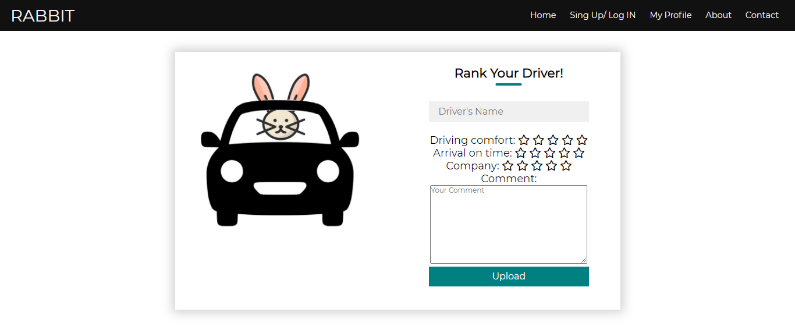 RABBIT
Home Sing Up/ Log IN My Profile About Contact
Rank Your Driver!
Driver's Name
Driving comfort:
Arrival on time:
Company:
Comment:
Your Comment
Upload